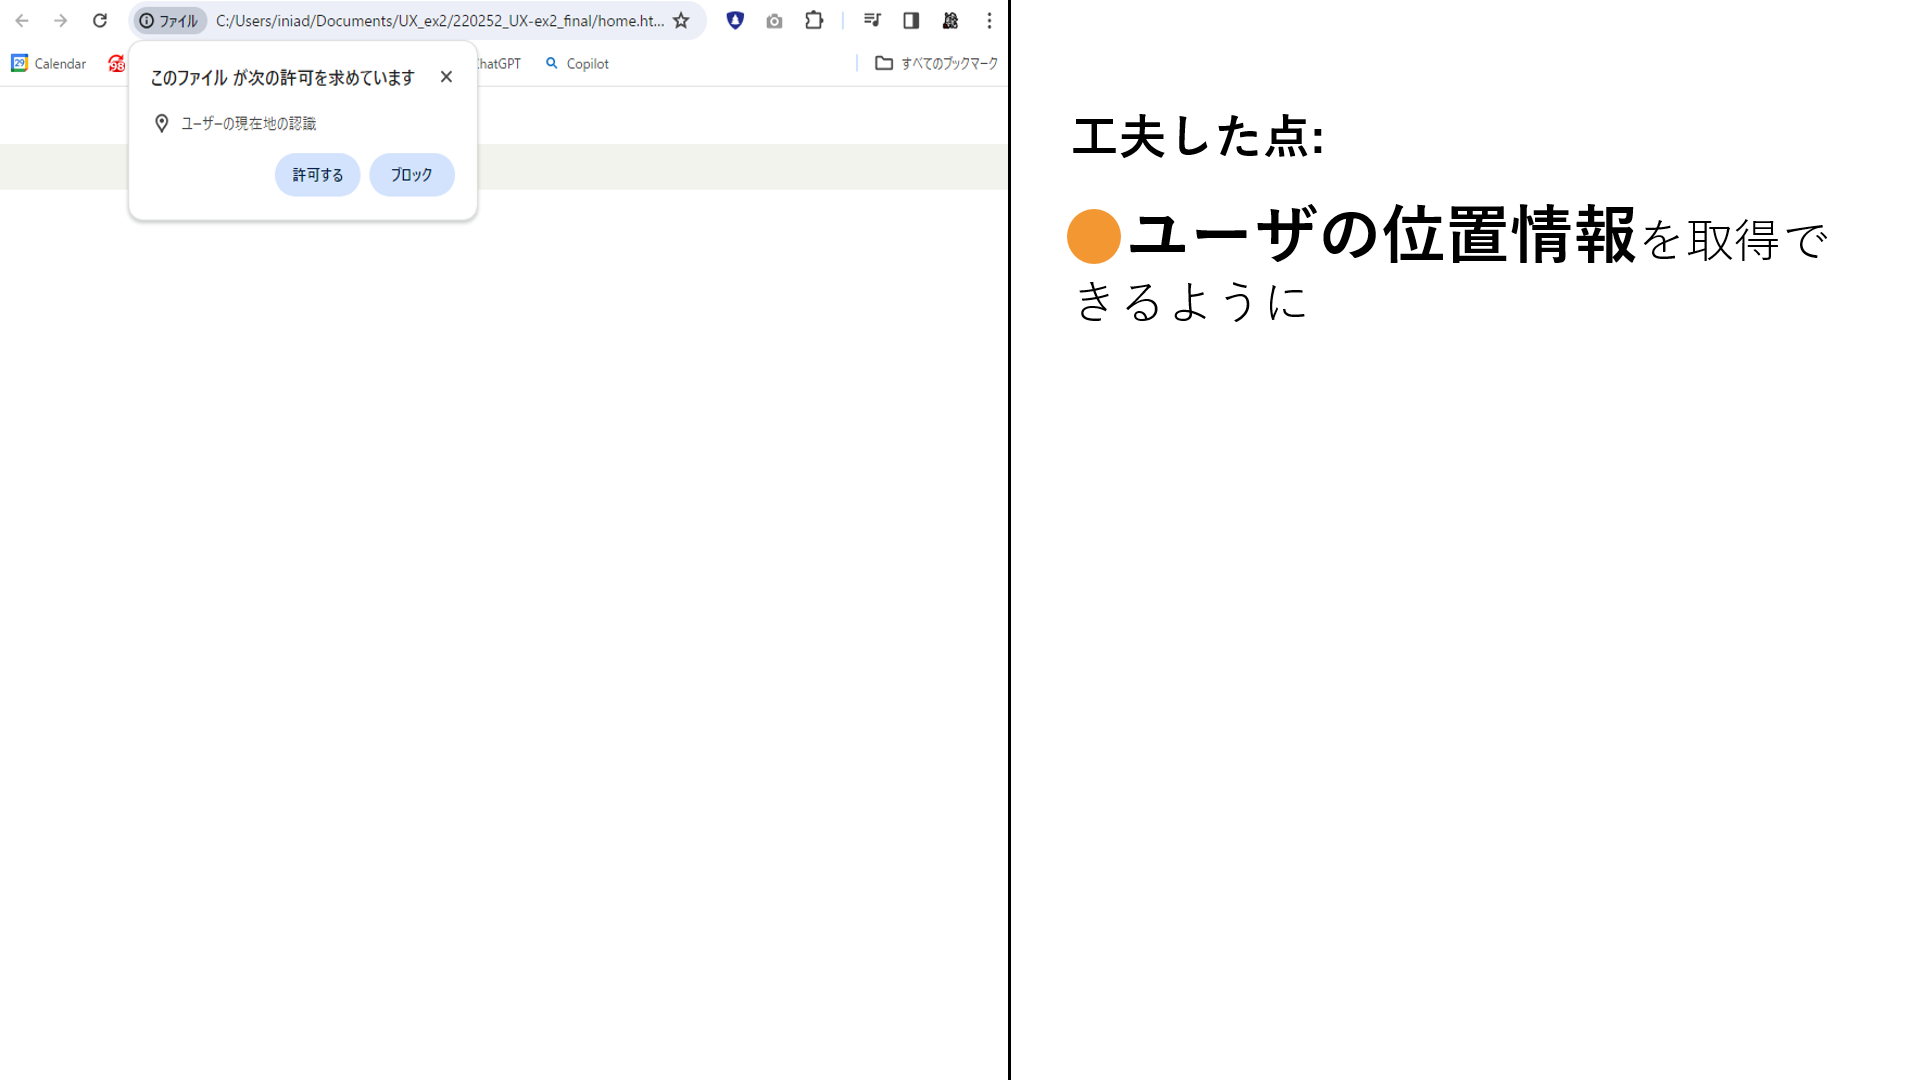 ファイル
C:/Users/iniad/Documents/UX_ex2/220252_UX-ex2_final/home.ht...
29
Calendar
98
hatGPT
Copilot
すべてのブックマーク
このファイル が次の許可を求めています
ユーザーの現在地の認識
許可する
ブロック
工夫した点:
ユーザの位置情報を取得で
きるように